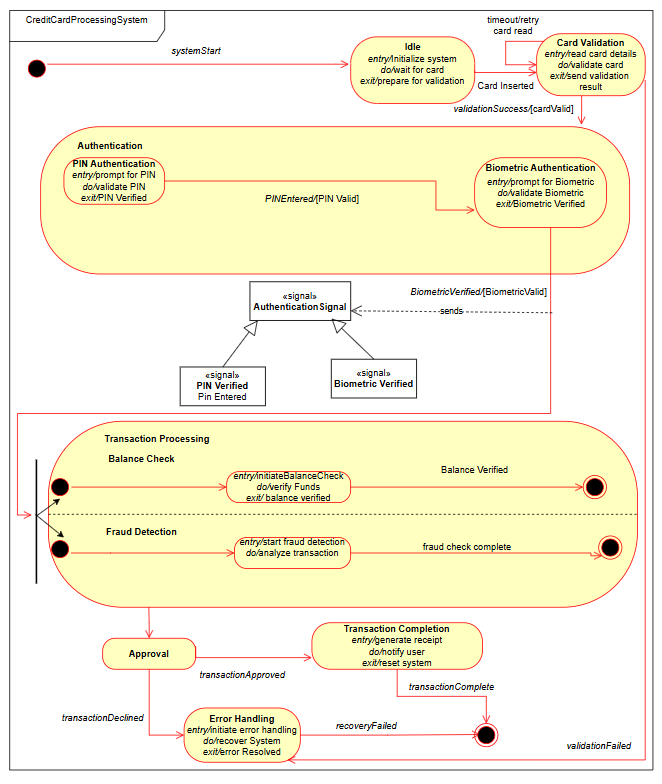 CreditCardProcessingSystem
systemStart
Idle
entry/Initialize system
do/wait for card
exit/prepare for validation
timeout/retry
card read
Card Inserted
Card Validation
entry/read card details
do/validate card
exit/send validation
result
validationSuccess/[cardValid]
Authentication
PIN Authentication
entry/prompt for PIN
do/validate PIN
exit/PIN Verified
PINEntered/[PIN Valid]
Biometric Authentication
entry/prompt for Biometric
do/validate Biometric
exit/Biometric Verified
BiometricVerified/[BiometricValid]
sends
«signal»
AuthenticationSignal
«signal»
PIN Verified
Pin Entered
«signal»
Biometric Verified
Transaction Processing
Balance Check
entry/initiateBalanceCheck
do/verify Funds
exit/ balance verified
Balance Verified
Fraud Detection
entry/start fraud detection
do/analyze transaction
fraud check complete
Approval
transactionApproved
Transaction Completion
entry/generate receipt
do/notify user
exit/reset system
transactionComplete
transactionDeclined
Error Handling
entry/initiate error handling
do/recover System
exit/error Resolved
recoveryFailed
validationFailed